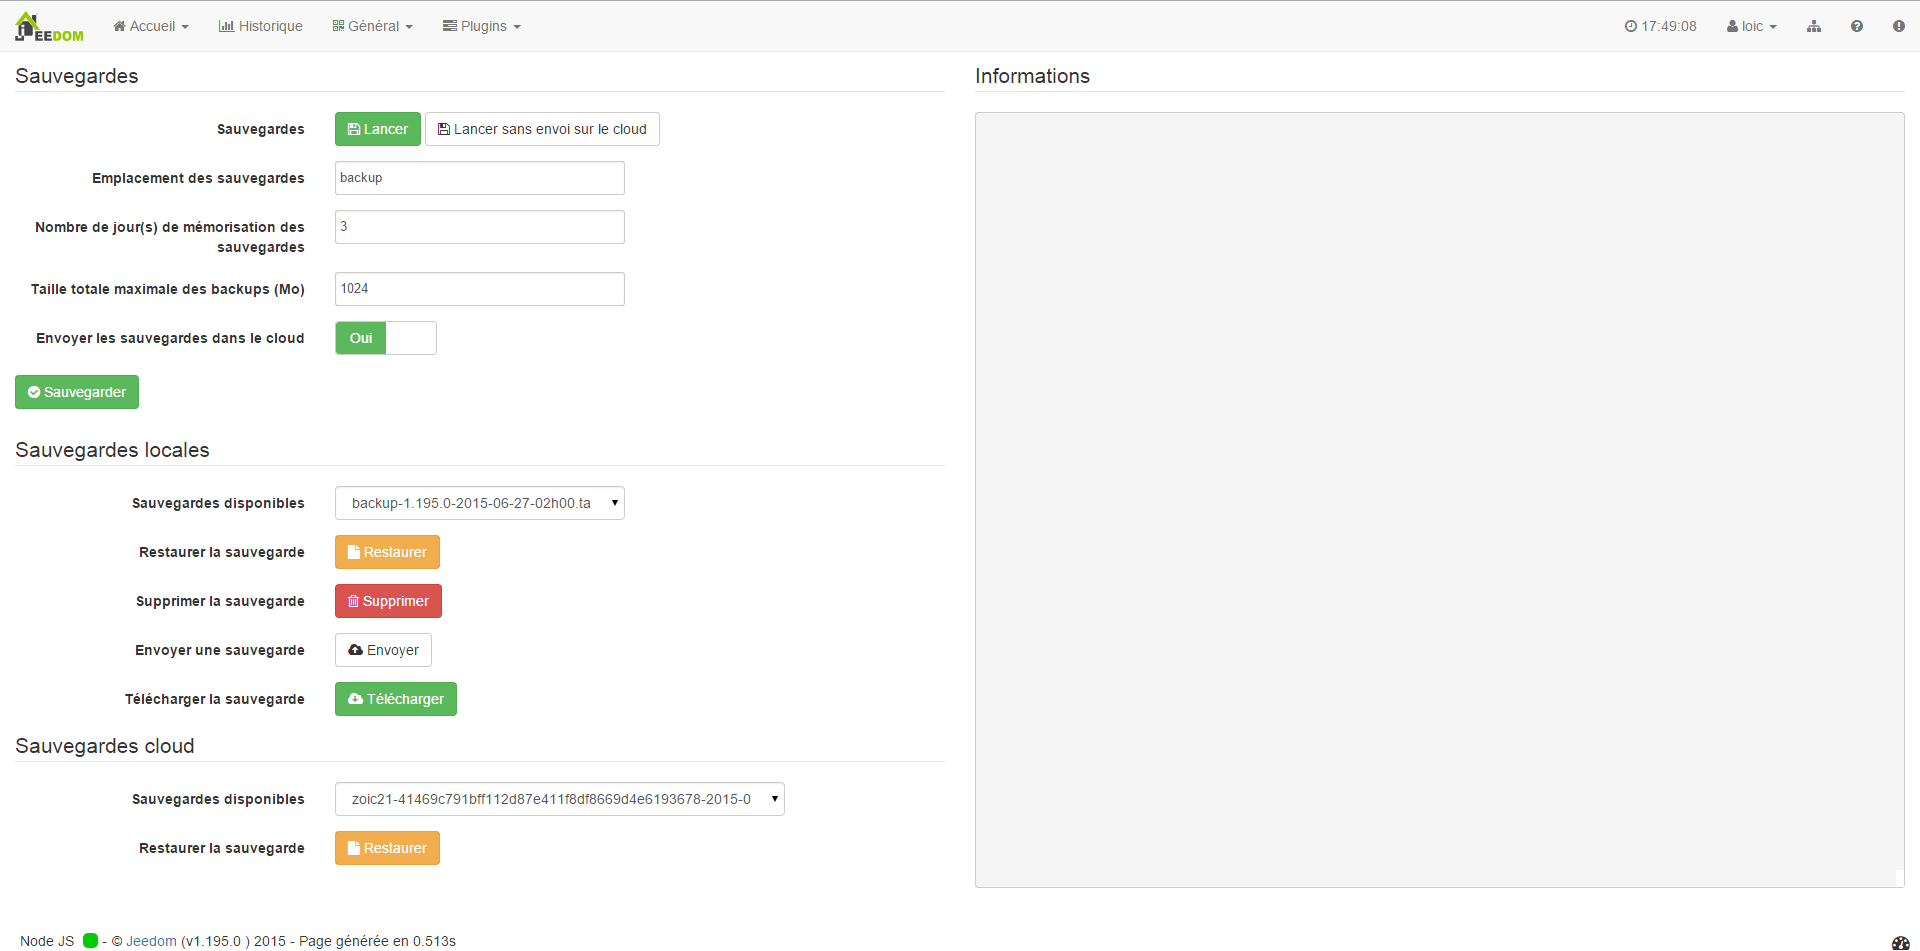 JEEDOM Accueil Historique Général Plugins 17:49:08 loic
Sauvegardes
Sauvegardes Lancer Lancer sans envoi sur le cloud
Emplacement des sauvegardes backup
Nombre de jour(s) de mémorisation des 3
sauvegardes
Taille totale maximale des backups (Mo) 1024
Envoyer les sauvegardes dans le cloud Oui
Sauvegarder
Sauvegardes locales
Sauvegardes disponibles backup-1.195.0-2015-06-27-02h00.ta
Restaurer la sauvegarde Restaurer
Supprimer la sauvegarde Supprimer
Envoyer une sauvegarde Envoyer
Télécharger la sauvegarde Télécharger
Sauvegardes cloud
Sauvegardes disponibles zoic21-41469c791bff112d87e411f8df8669d4e6193678-2015-0
Restaurer la sauvegarde Restaurer
Informations
Node JS - © Jeedom (v1.195.0 ) 2015 - Page générée en 0.513s